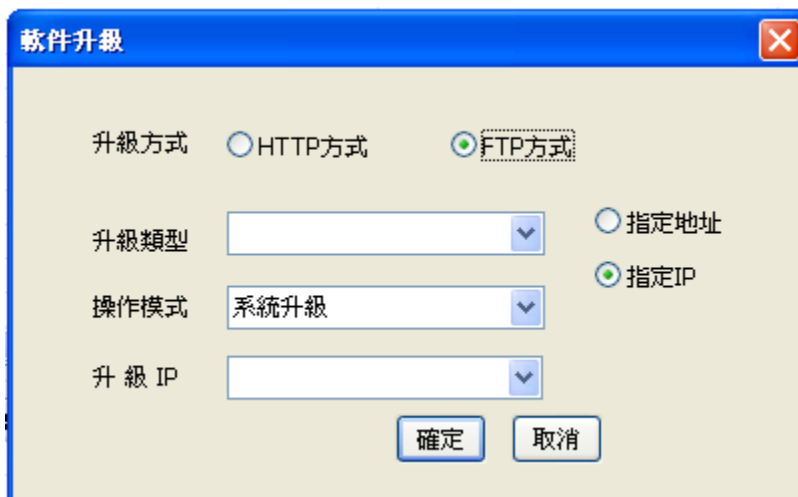 軟件升級
升級方式 HTTP方式 FTP方式
升級類型 指定地址
指定IP
操作模式 系統升級
升 級 IP
確定 取消